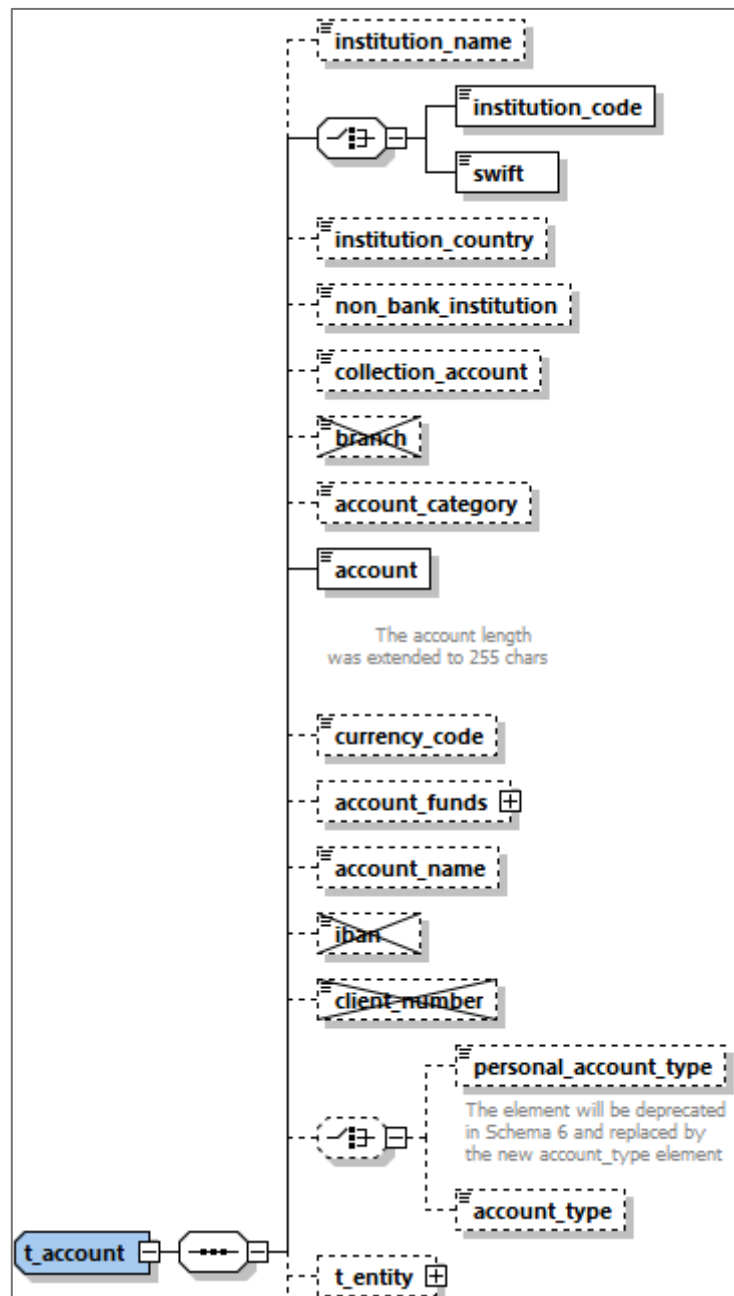 institution_name
institution_code
swift
institution_country
non_bank_institution
collection_account
branch
account_category
account
The account length
was extended to 255 chars
currency_code
account_funds
account_name
iban
client_number
personal_account_type
The element will be deprecated
in Schema 6 and replaced by
the new account_type element
account_type
t_account
t_entity